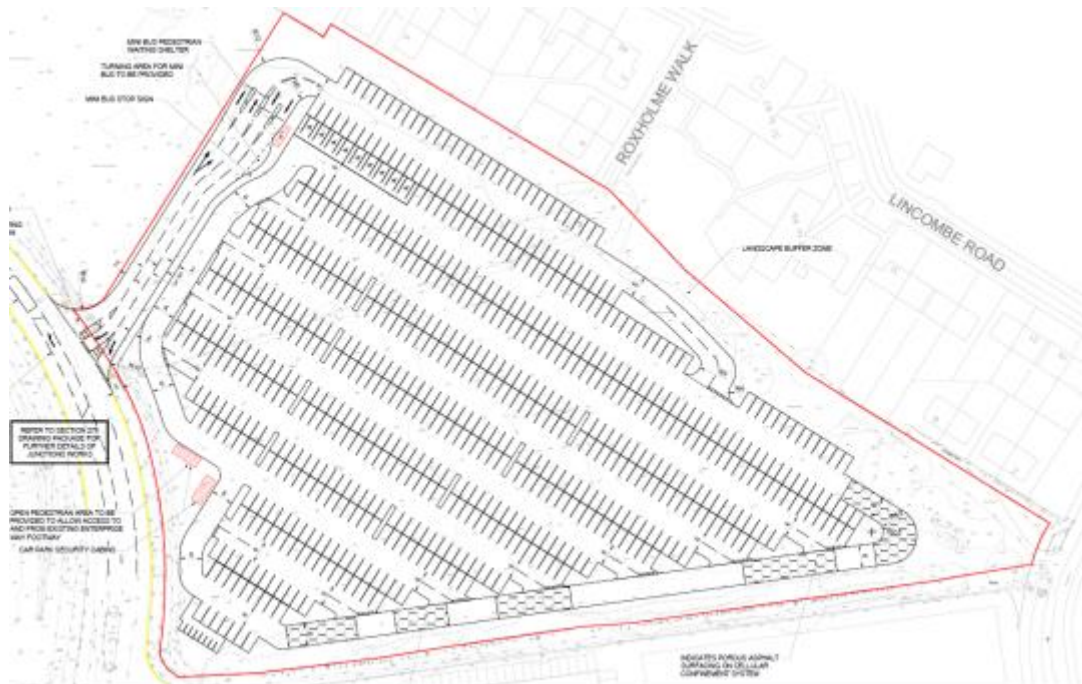 MINI BUS PEDESTRIAN
WAITING SHELTER
TURNING AREA FOR MINI
BUS TO BE PROVIDED
MINI BUS STOP SIGN
ROXHOLME WALK
LINCOMBE ROAD
LANDSCAPE BUFFER ZONE
REFER TO SECTION 278
DRAWING PACKAGE FOR
FURTHER DETAILS OF
JUNCTIONS WORKS
OPEN PEDESTRIAN AREA TO BE
PROVIDED TO ALLOW ACCESS TO
AND FROM EXISTING ENTERPRISE
WAY FOOTWAY
CAR PARK SECURITY CABINS
INDICATES POROUS ASPHALT
SURFACING ON CELLULAR
CONFINEMENT SYSTEM